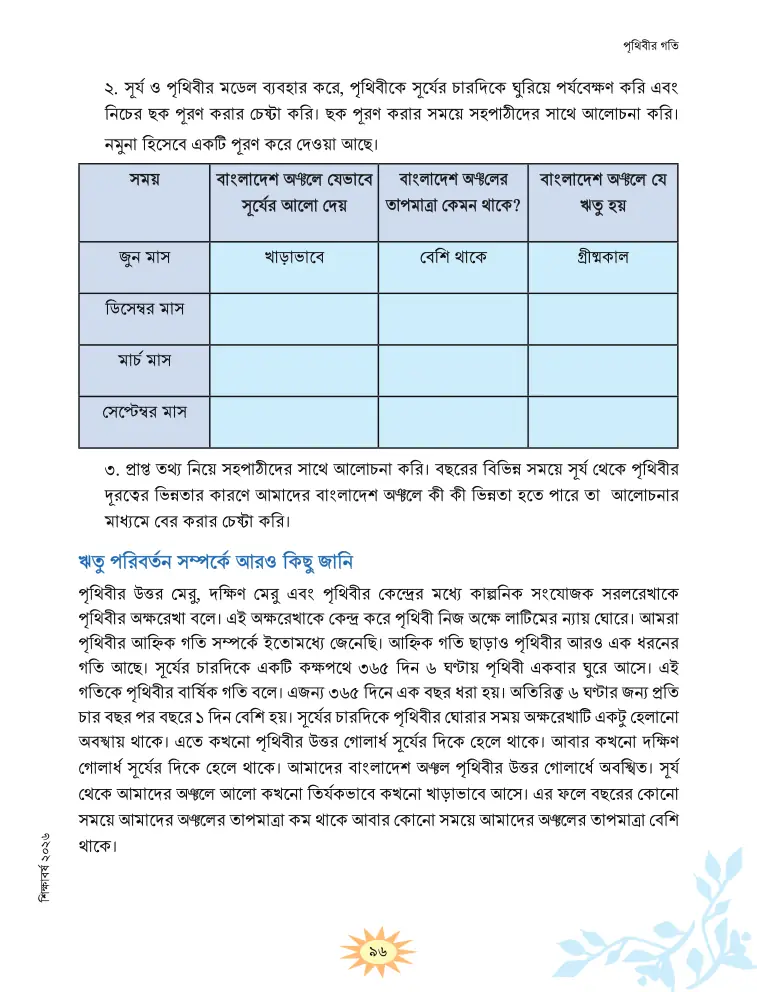 পৃথিবীর গতি
২. সূর্য ও পৃথিবীর মডেল ব্যবহার করে, পৃথিবীকে সূর্যের চারদিকে ঘুরিয়ে পর্যবেক্ষণ করি এবং
নিচের ছক পূরণ করার চেষ্টা করি। ছক পূরণ করার সময়ে সহপাঠীদের সাথে আলোচনা করি।
নমুনা হিসেবে একটি পূরণ করে দেওয়া আছে।
সময় বাংলাদেশ অঞ্চলে যেভাবে সূর্যের আলো দেয় বাংলাদেশ অঞ্চলের তাপমাত্রা কেমন থাকে? বাংলাদেশ অঞ্চলে যে ঋতু হয়
জুন মাস খাড়াভাবে বেশি থাকে গ্রীষ্মকাল
ডিসেম্বর মাস
মার্চ মাস
সেপ্টেম্বর মাস
৩. প্রাপ্ত তথ্য নিয়ে সহপাঠীদের সাথে আলোচনা করি। বছরের বিভিন্ন সময়ে সূর্য থেকে পৃথিবীর
দূরত্বের ভিন্নতার কারণে আমাদের বাংলাদেশ অঞ্চলে কী কী ভিন্নতা হতে পারে তা আলোচনার
মাধ্যমে বের করার চেষ্টা করি।
ঋতু পরিবর্তন সম্পর্কে আরও কিছু জানি
পৃথিবীর উত্তর মেরু, দক্ষিণ মেরু এবং পৃথিবীর কেন্দ্রের মধ্যে কাল্পনিক সংযোজক সরলরেখাকে
পৃথিবীর অক্ষরেখা বলে। এই অক্ষরেখাকে কেন্দ্র করে পৃথিবী নিজ অক্ষে লাটিমের ন্যায় ঘোরে। আমরা
পৃথিবীর আহ্নিক গতি সম্পর্কে ইতোমধ্যে জেনেছি। আহ্নিক গতি ছাড়াও পৃথিবীর আরও এক ধরনের
গতি আছে। সূর্যের চারদিকে একটি কক্ষপথে ৩৬৫ দিন ৬ ঘণ্টায় পৃথিবী একবার ঘুরে আসে। এই
গতিকে পৃথিবীর বার্ষিক গতি বলে। এজন্য ৩৬৫ দিনে এক বছর ধরা হয়। অতিরিক্ত ৬ ঘণ্টার জন্য প্রতি
চার বছর পর বছরে ১ দিন বেশি হয়। সূর্যের চারদিকে পৃথিবীর ঘোরার সময় অক্ষরেখাটি একটু হেলানো
অবস্থায় থাকে। এতে কখনো পৃথিবীর উত্তর গোলার্ধ সূর্যের দিকে হেলে থাকে। আবার কখনো দক্ষিণ
গোলার্ধ সূর্যের দিকে হেলে থাকে। আমাদের বাংলাদেশ অঞ্চল পৃথিবীর উত্তর গোলার্ধে অবস্থিত। সূর্য
থেকে আমাদের অঞ্চলে আলো কখনো তির্যকভাবে কখনো খাড়াভাবে আসে। এর ফলে বছরের কোনো
সময়ে আমাদের অঞ্চলের তাপমাত্রা কম থাকে আবার কোনো সময়ে আমাদের অঞ্চলের তাপমাত্রা বেশি
থাকে।
শিক্ষাবর্ষ ২০২৬
৯৬